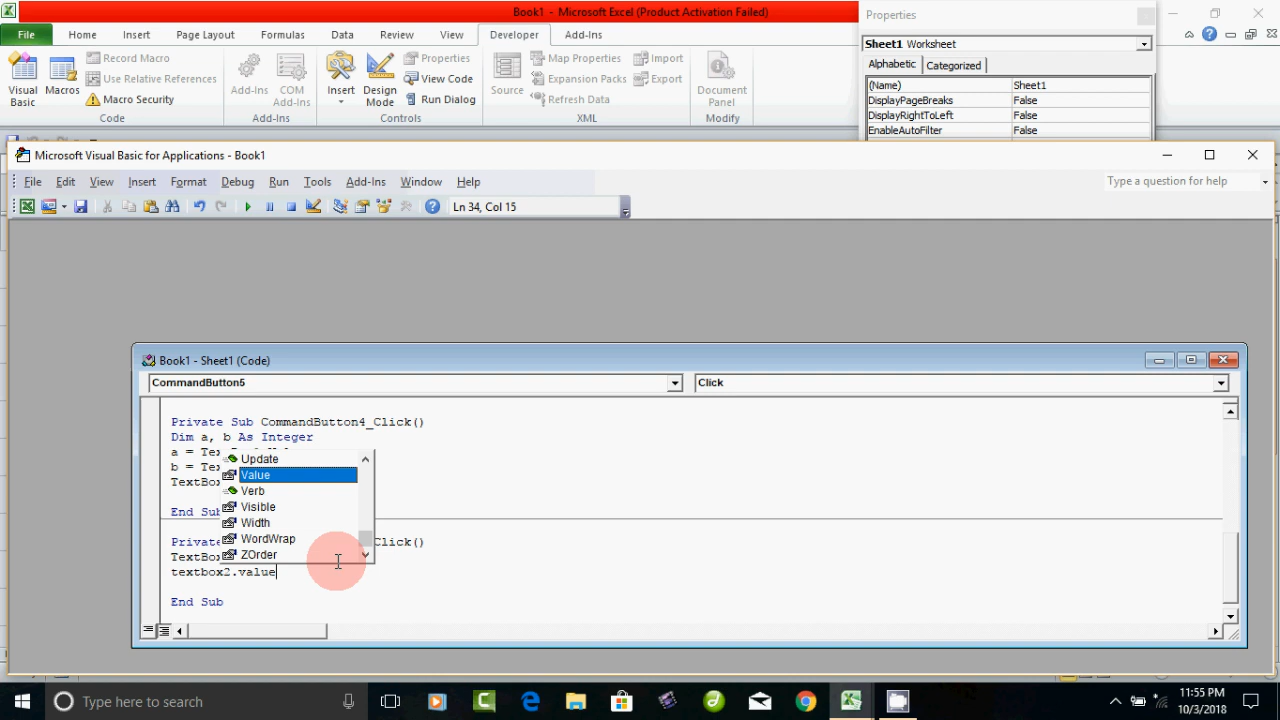 Book1 - Microsoft Excel (Product Activation Failed)
Properties
File Home Insert Page Layout Formulas Data Review View Developer Add-Ins
Sheet1 Worksheet
Alphabetic Categorized
(Name) Sheet1
DisplayPageBreaks False
DisplayRightToLeft False
EnableAutoFilter False
Visual Basic
Macros
Record Macro
Use Relative References
Macro Security
Code
Add-Ins
COM Add-Ins
Add-Ins
Insert
Design Mode
Properties
View Code
Run Dialog
Controls
Source
Map Properties
Expansion Packs
Refresh Data
Import
Export
XML
Document Panel
Modify
Microsoft Visual Basic for Applications - Book1
File Edit View Insert Format Debug Run Tools Add-Ins Window Help
Type a question for help
Ln 34, Col 15
Book1 - Sheet1 (Code)
CommandButton5 Click
Private Sub CommandButton4_Click()
Dim a, b As Integer
a = Tex
b = Tex
TextBox
End Sub
Update
Value
Verb
Visible
Width
WordWrap
ZOrder
Private Click()
TextBox
textbox2.value
End Sub
Type here to search
11:55 PM
10/3/2018